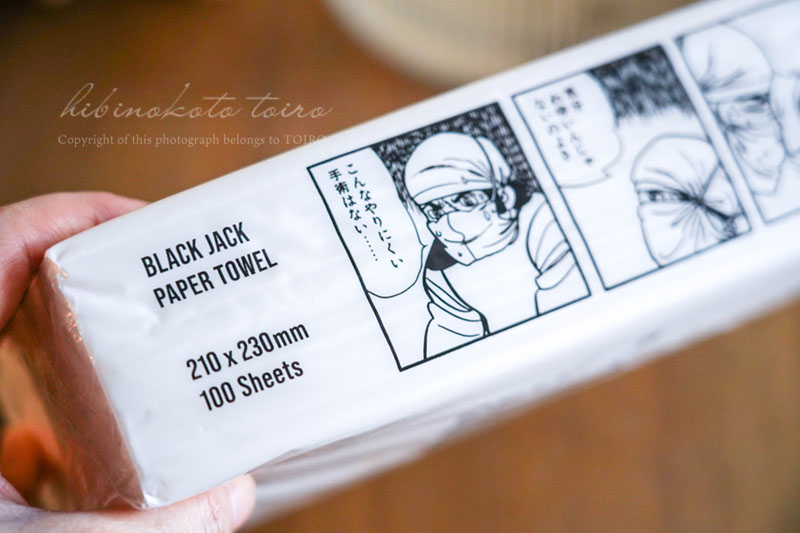 hibinokoto toiro
Copyright of this photograph belongs to TOIRO
BLACK JACK
PAPER TOWEL
210 x 230mm
100 Sheets
こんなやりにくい
手術はない……